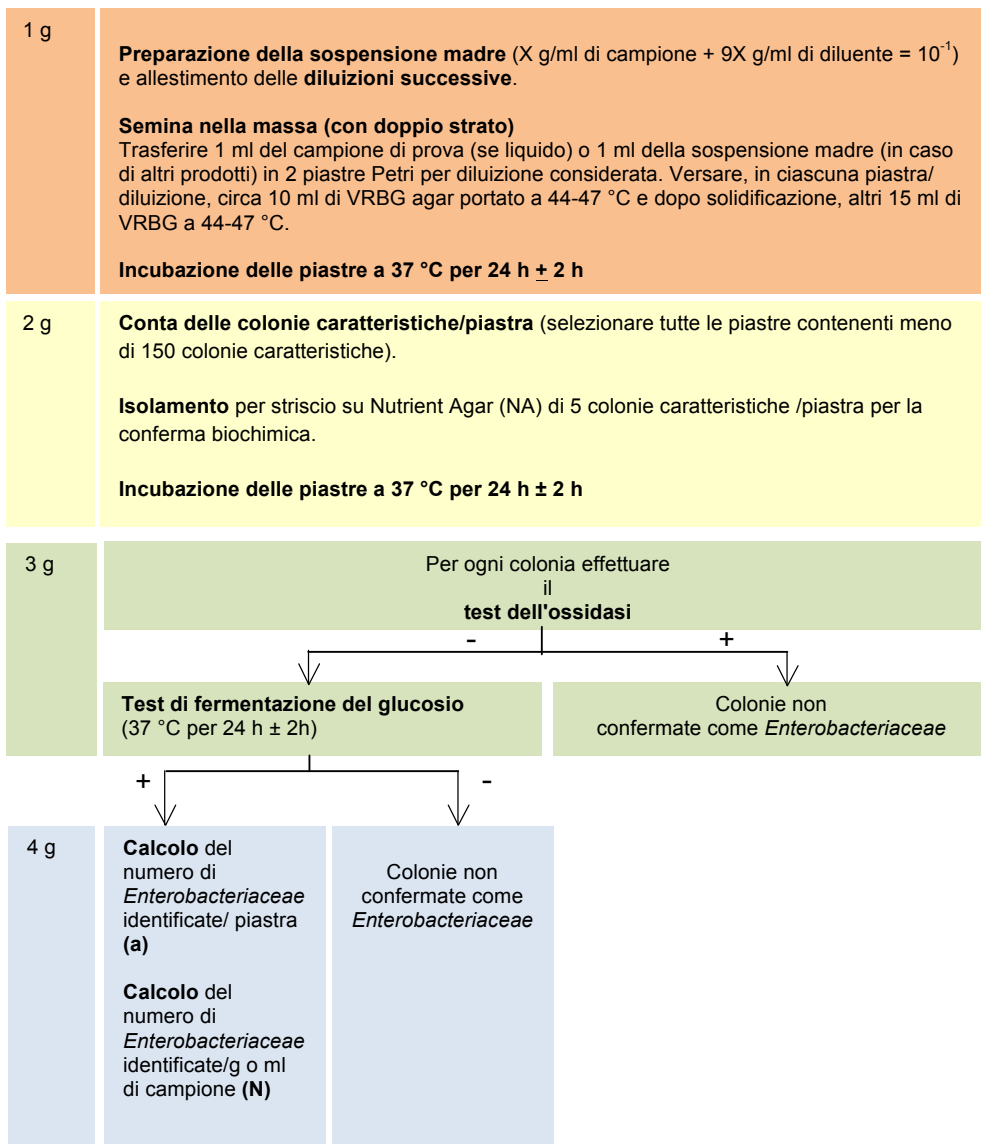 1 g
Preparazione della sospensione madre (X g/ml di campione + 9X g/ml di diluente = 10⁻¹)
e allestimento delle diluizioni successive.
Semina nella massa (con doppio strato)
Trasferire 1 ml del campione di prova (se liquido) o 1 ml della sospensione madre (in caso
di altri prodotti) in 2 piastre Petri per diluizione considerata. Versare, in ciascuna piastra/
diluizione, circa 10 ml di VRBG agar portato a 44-47 °C e dopo solidificazione, altri 15 ml di
VRBG a 44-47 °C.
Incubazione delle piastre a 37 °C per 24 h + 2 h
2 g
Conta delle colonie caratteristiche/piastra (selezionare tutte le piastre contenenti meno
di 150 colonie caratteristiche).
Isolamento per striscio su Nutrient Agar (NA) di 5 colonie caratteristiche /piastra per la
conferma biochimica.
Incubazione delle piastre a 37 °C per 24 h ± 2 h
3 g
Per ogni colonia effettuare
il
test dell'ossidasi
- +
Test di fermentazione del glucosio
(37 °C per 24 h ± 2h)
Colonie non
confermate come Enterobacteriaceae
+ -
4 g
Calcolo del
numero di
Enterobacteriaceae
identificate/ piastra
(a)
Calcolo del
numero di
Enterobacteriaceae
identificate/g o ml
di campione (N)
Colonie non
confermate come
Enterobacteriaceae